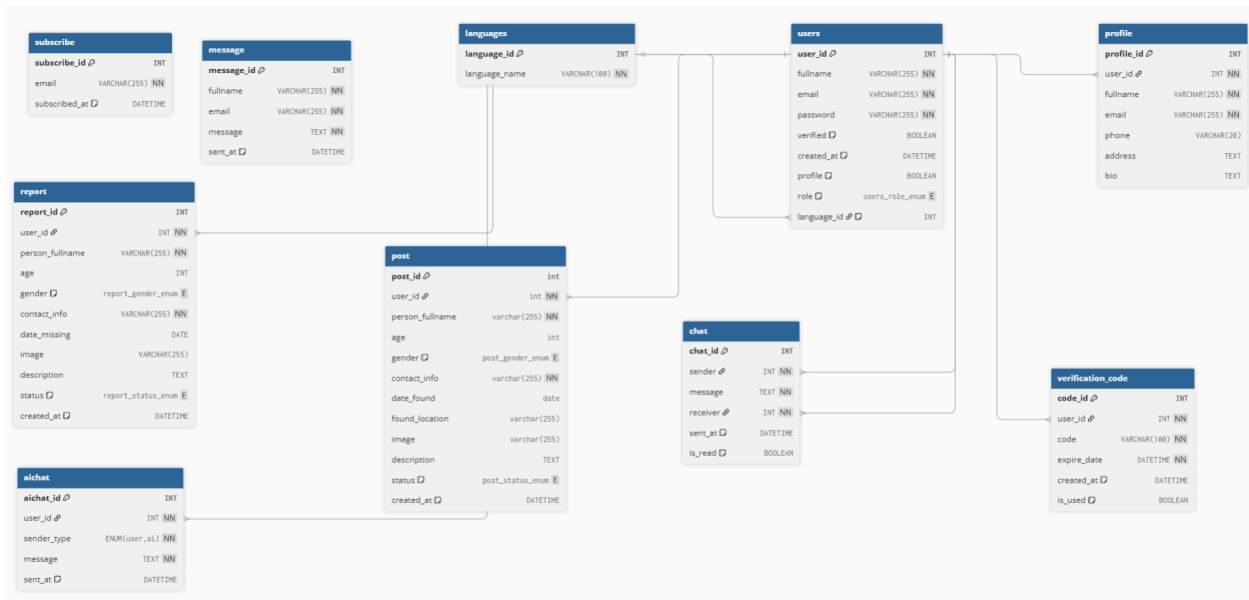 subscribe
subscribe_id INT
email VARCHAR(255) NN
subscribed_at DATETIME
message
message_id INT
fullname VARCHAR(255) NN
email VARCHAR(255) NN
message TEXT NN
sent_at DATETIME
languages
language_id INT
language_name VARCHAR(100) NN
users
user_id INT
fullname VARCHAR(255) NN
email VARCHAR(255) NN
password VARCHAR(255) NN
verified BOOLEAN
created_at DATETIME
profile BOOLEAN
role users_role_enum E
language_id INT
profile
profile_id INT
user_id INT NN
fullname VARCHAR(255) NN
email VARCHAR(255) NN
phone VARCHAR(20)
address TEXT
bio TEXT
report
report_id INT
user_id INT NN
person_fullname VARCHAR(255) NN
age INT
gender report_gender_enum E
contact_info VARCHAR(255) NN
date_missing DATE
image VARCHAR(255)
description TEXT
status report_status_enum E
created_at DATETIME
post
post_id int
user_id int NN
person_fullname varchar(255) NN
age int
gender post_gender_enum E
contact_info varchar(255) NN
date_found date
found_location varchar(255)
image varchar(255)
description TEXT
status post_status_enum E
created_at DATETIME
chat
chat_id INT
sender INT NN
message TEXT NN
receiver INT NN
sent_at DATETIME
is_read BOOLEAN
verification_code
code_id INT
user_id INT NN
code VARCHAR(100) NN
expire_date DATETIME NN
created_at DATETIME
is_used BOOLEAN
aichat
aichat_id INT
user_id INT NN
sender_type ENUM(user,ai) NN
message TEXT NN
sent_at DATETIME